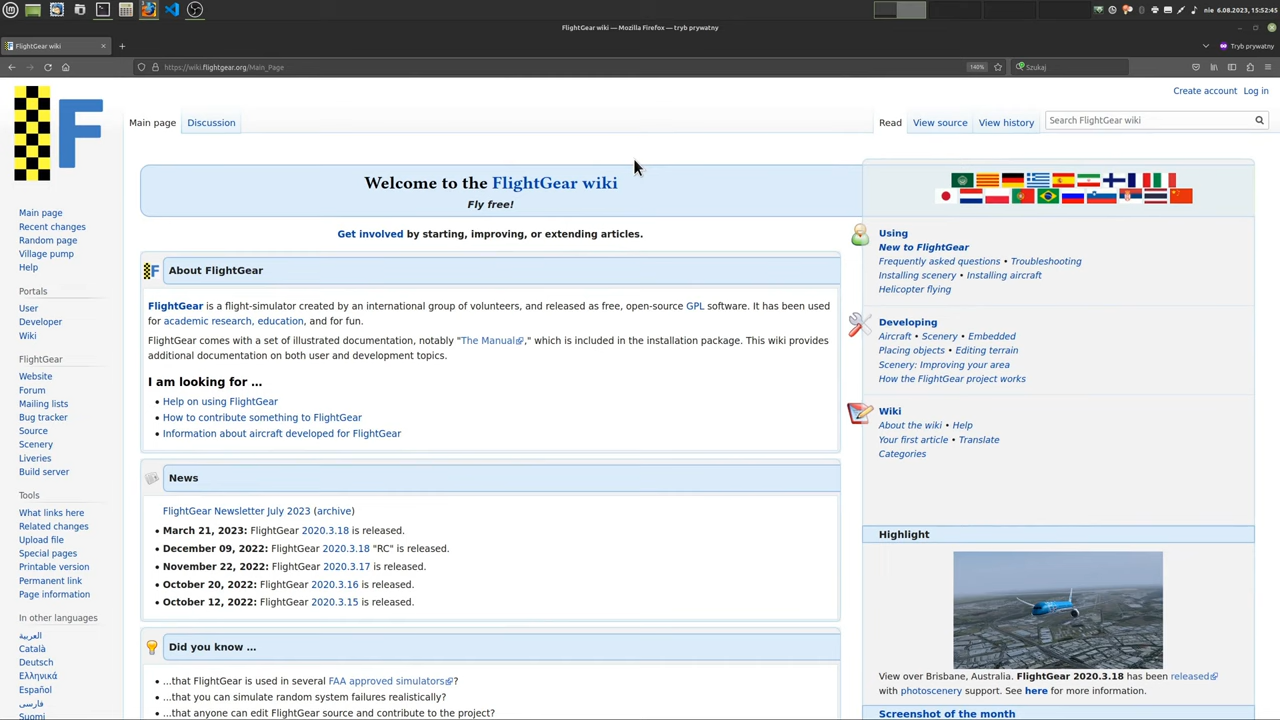 nie 6.08.2023, 15:52:45
FlightGear wiki — Mozilla Firefox — tryb prywatny
FlightGear wiki
Tryb prywatny
https://wiki.flightgear.org/Main_Page
140%
Szukaj
Create account Log in
F
Main page Discussion
Read View source View history
Search FlightGear wiki
Main page
Recent changes
Random page
Village pump
Help
Portals
User
Developer
Wiki
FlightGear
Website
Forum
Mailing lists
Bug tracker
Source
Scenery
Liveries
Build server
Tools
What links here
Related changes
Upload file
Special pages
Printable version
Permanent link
Page information
In other languages
العربية
Català
Deutsch
Ελληνικά
Español
فارسی
Suomi
Welcome to the FlightGear wiki
Fly free!
Get involved by starting, improving, or extending articles.
About FlightGear
FlightGear is a flight-simulator created by an international group of volunteers, and released as free, open-source GPL software. It has been used
for academic research, education, and for fun.
FlightGear comes with a set of illustrated documentation, notably "The Manual," which is included in the installation package. This wiki provides
additional documentation on both user and development topics.
I am looking for ...
• Help on using FlightGear
• How to contribute something to FlightGear
• Information about aircraft developed for FlightGear
News
FlightGear Newsletter July 2023 (archive)
• March 21, 2023: FlightGear 2020.3.18 is released.
• December 09, 2022: FlightGear 2020.3.18 "RC" is released.
• November 22, 2022: FlightGear 2020.3.17 is released.
• October 20, 2022: FlightGear 2020.3.16 is released.
• October 12, 2022: FlightGear 2020.3.15 is released.
Did you know ...
• ...that FlightGear is used in several FAA approved simulators?
• ...that you can simulate random system failures realistically?
• ...that anyone can edit FlightGear source and contribute to the project?
Using
New to FlightGear
Frequently asked questions • Troubleshooting
Installing scenery • Installing aircraft
Helicopter flying
Developing
Aircraft • Scenery • Embedded
Placing objects • Editing terrain
Scenery: Improving your area
How the FlightGear project works
Wiki
About the wiki • Help
Your first article • Translate
Categories
Highlight
View over Brisbane, Australia. FlightGear 2020.3.18 has been released
with photoscenery support. See here for more information.
Screenshot of the month